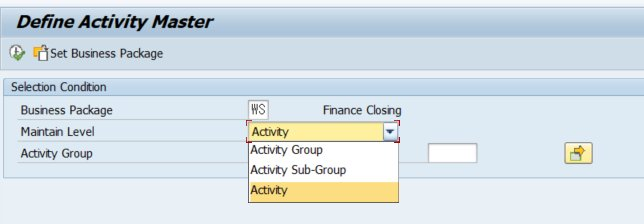 Define Activity Master
Set Business Package
Selection Condition
Business Package WS Finance Closing
Maintain Level Activity
Activity Group
Activity Group
Activity Sub-Group
Activity